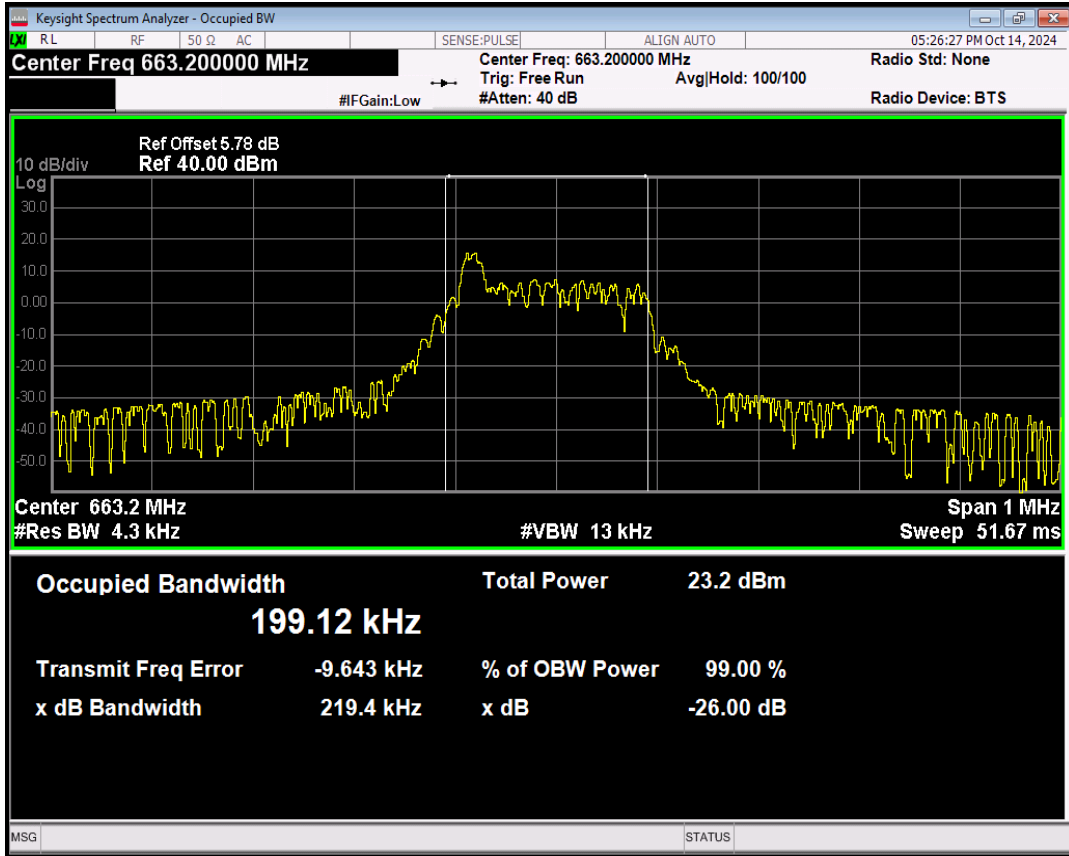 Keysight Spectrum Analyzer - Occupied BW
LXI RL RF 50 Ω AC SENSE:PULSE ALIGN AUTO 05:26:27 PM Oct 14, 2024
Center Freq 663.200000 MHz Center Freq: 663.200000 MHz Radio Std: None
Trig: Free Run Avg|Hold: 100/100
#IFGain:Low #Atten: 40 dB Radio Device: BTS
Ref Offset 5.78 dB
10 dB/div Ref 40.00 dBm
Log
30.0
20.0
10.0
0.00
-10.0
-20.0
-30.0
-40.0
-50.0
Center 663.2 MHz Span 1 MHz
#Res BW 4.3 kHz #VBW 13 kHz Sweep 51.67 ms
Occupied Bandwidth Total Power 23.2 dBm
199.12 kHz
Transmit Freq Error -9.643 kHz % of OBW Power 99.00 %
x dB Bandwidth 219.4 kHz x dB -26.00 dB
MSG STATUS